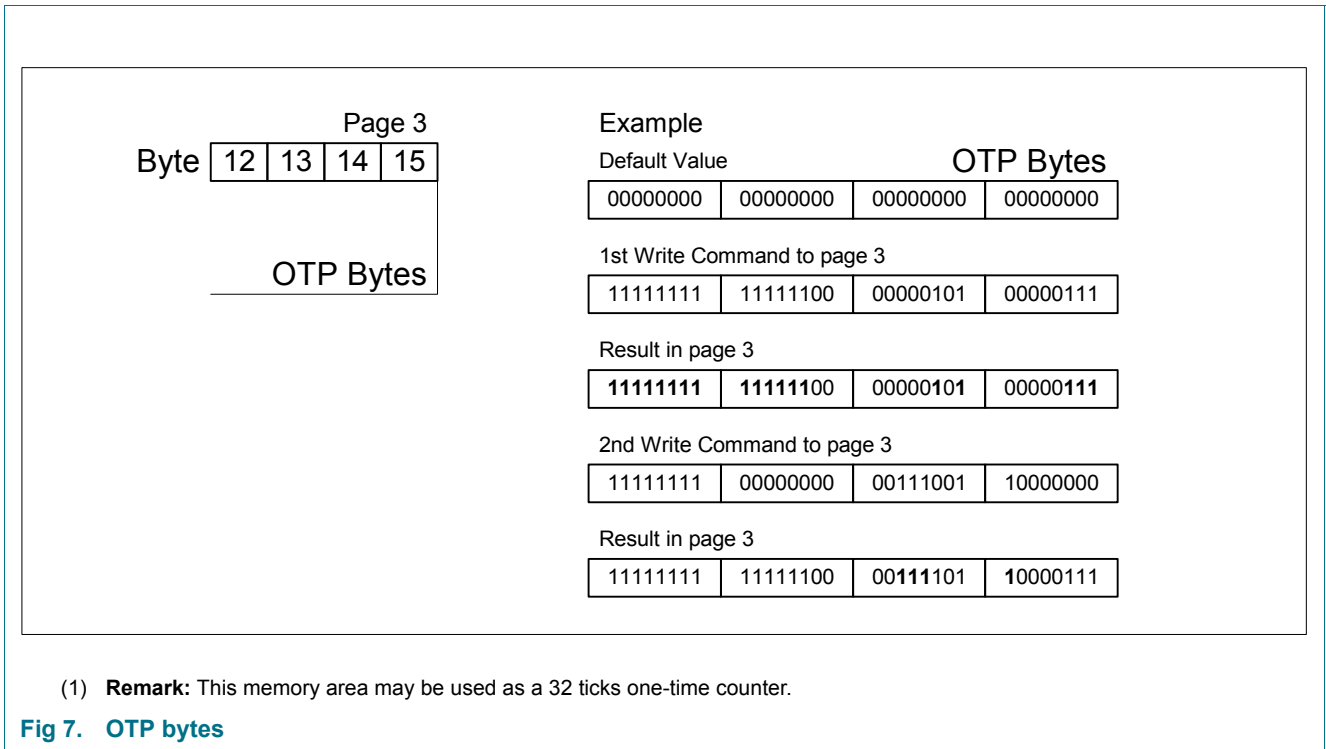 Page 3
Byte 12 13 14 15
OTP Bytes
Example
Default Value OTP Bytes
00000000 00000000 00000000 00000000
1st Write Command to page 3
11111111 11111100 00000101 00000111
Result in page 3
11111111 11111100 00000101 00000111
2nd Write Command to page 3
11111111 00000000 00111001 10000000
Result in page 3
11111111 11111100 00111101 10000111
(1) Remark: This memory area may be used as a 32 ticks one-time counter.
Fig 7. OTP bytes